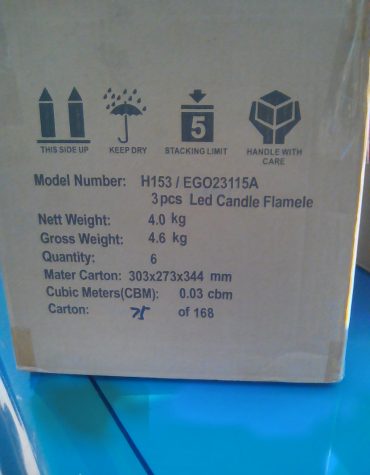 THIS SIDE UP KEEP DRY 5 STACKING LIMIT HANDLE WITH CARE
Model Number: H153 / EGO23115A
3pcs Led Candle Flamele
Nett Weight: 4.0 kg
Gross Weight: 4.6 kg
Quantity: 6
Mater Carton: 303x273x344 mm
Cubic Meters(CBM): 0.03 cbm
Carton: 75 of 168